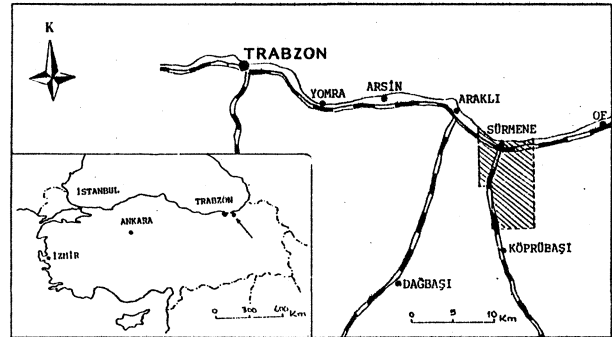 K
TRABZON
YOMRA
ARSİN
ARAKLI
SÜRMENE
OF
KÖPRÜBAŞI
DAĞBAŞI
0 5 10 Km
İSTANBUL
TRABZON
ANKARA
İZMİR
0 300 600 Km